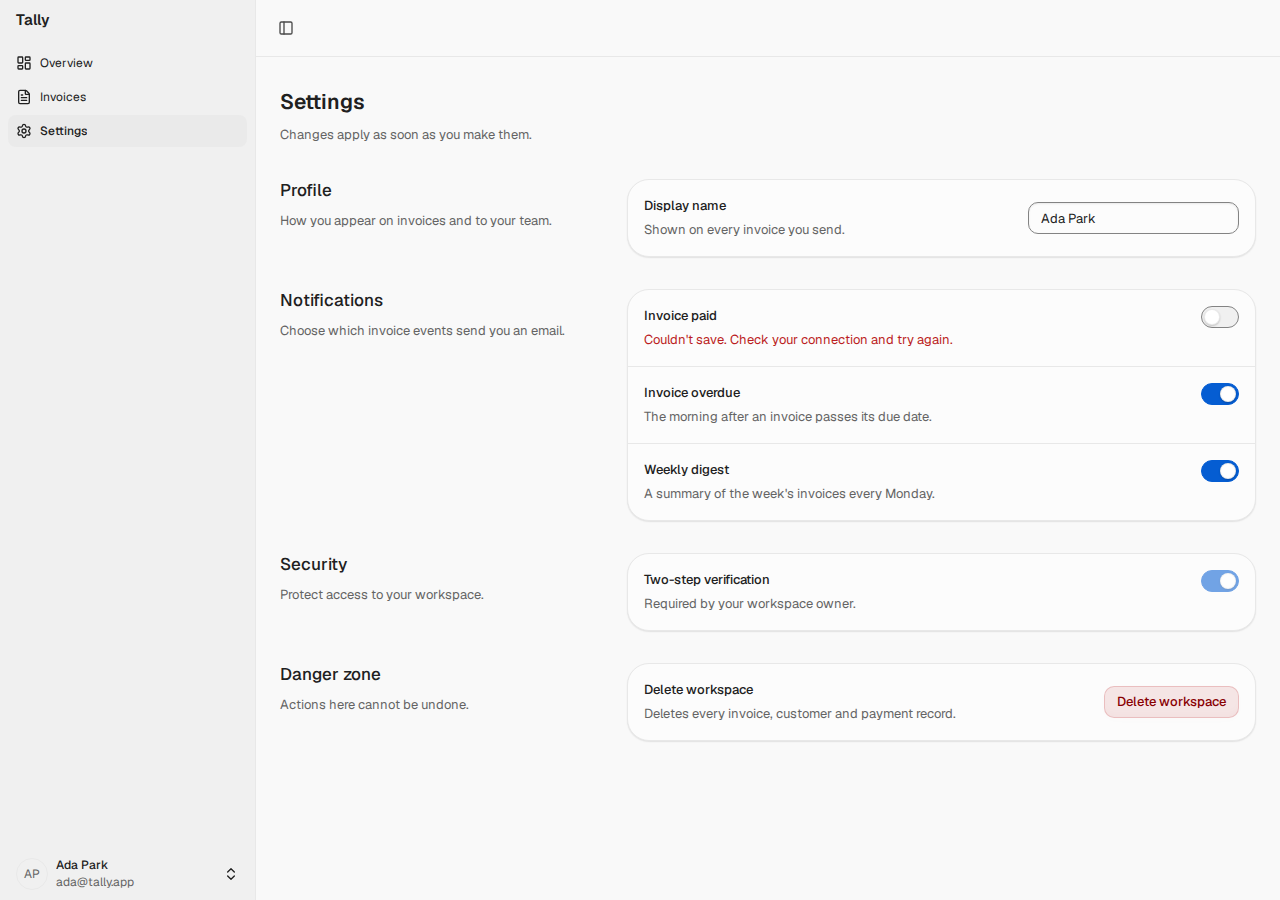 Tally
Overview
Invoices
Settings
Ada Park
ada@tally.app
AP
Settings
Changes apply as soon as you make them.
Profile
How you appear on invoices and to your team.
Display name
Shown on every invoice you send.
Ada Park
Notifications
Choose which invoice events send you an email.
Invoice paid
Couldn't save. Check your connection and try again.
Invoice overdue
The morning after an invoice passes its due date.
Weekly digest
A summary of the week's invoices every Monday.
Security
Protect access to your workspace.
Two-step verification
Required by your workspace owner.
Danger zone
Actions here cannot be undone.
Delete workspace
Deletes every invoice, customer and payment record.
Delete workspace